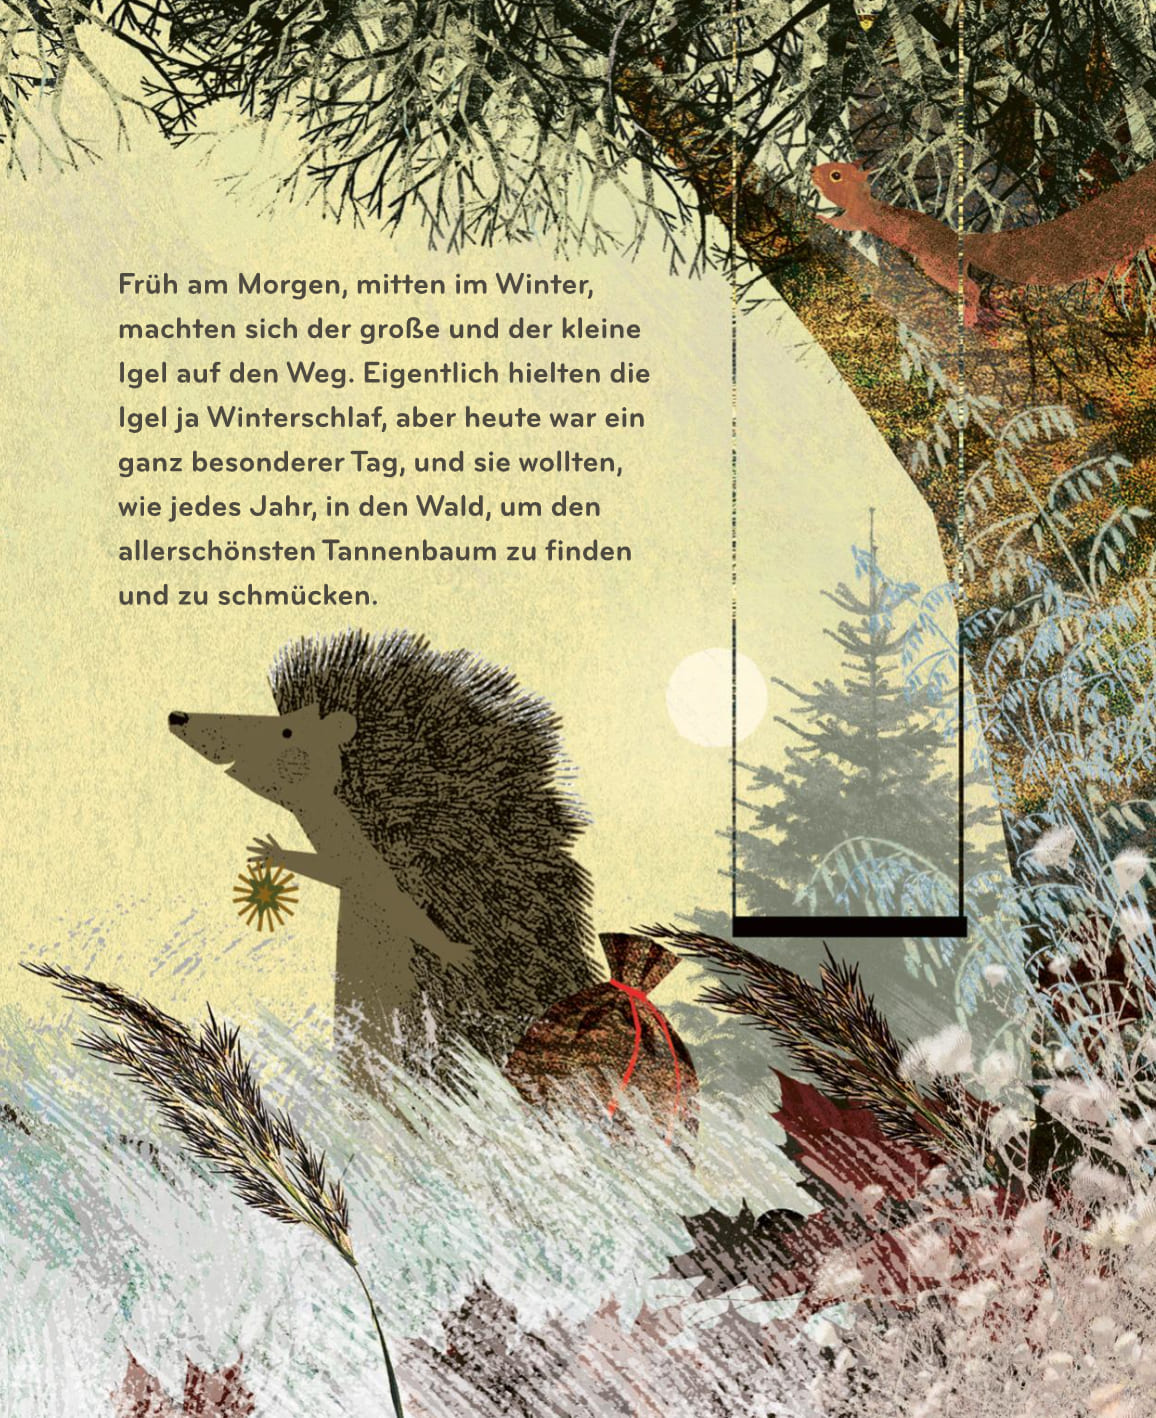 Früh am Morgen, mitten im Winter,
machten sich der große und der kleine
Igel auf den Weg. Eigentlich hielten die
Igel ja Winterschlaf, aber heute war ein
ganz besonderer Tag, und sie wollten,
wie jedes Jahr, in den Wald, um den
allerschönsten Tannenbaum zu finden
und zu schmücken.